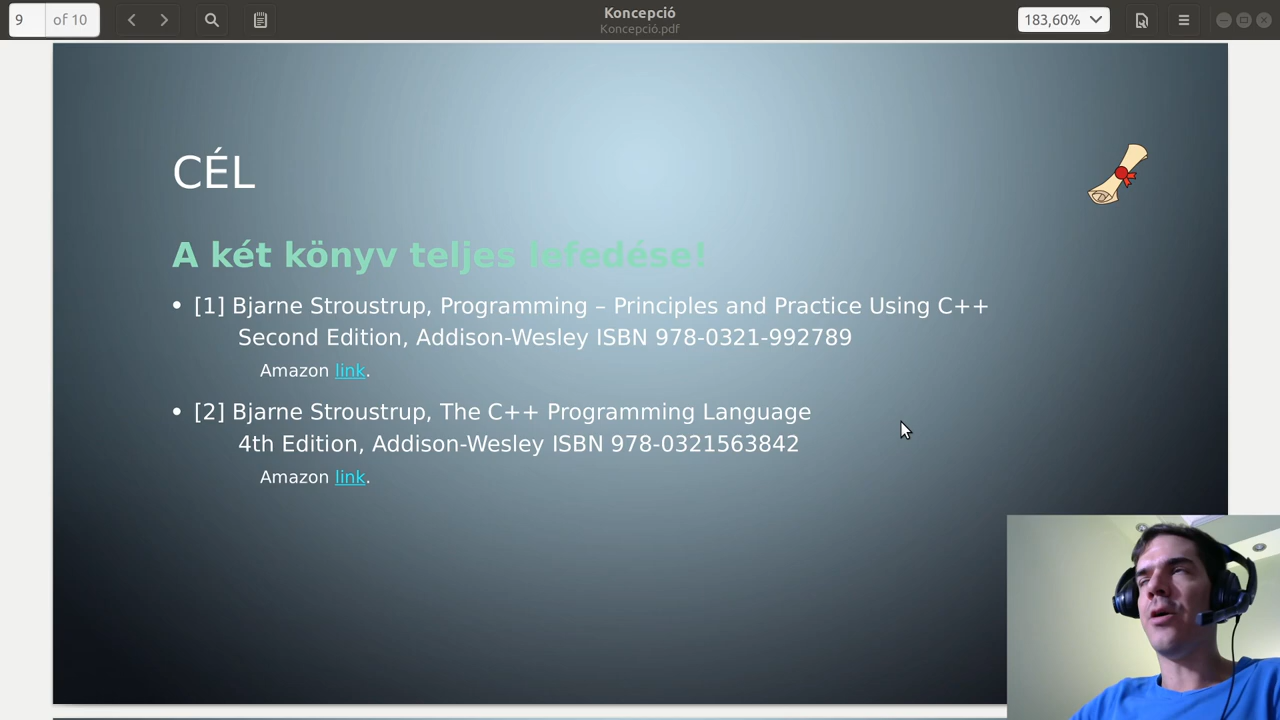 9
of 10
Koncepció
Koncepció.pdf
183,60%
CÉL
A két könyv teljes lefedése!
• [1] Bjarne Stroustrup, Programming – Principles and Practice Using C++
Second Edition, Addison-Wesley ISBN 978-0321-992789
Amazon link.
• [2] Bjarne Stroustrup, The C++ Programming Language
4th Edition, Addison-Wesley ISBN 978-0321563842
Amazon link.